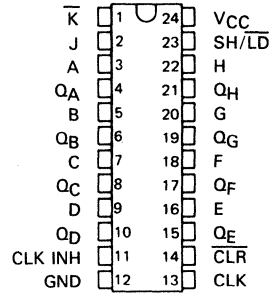 K̅ 1 24 VCC
J 2 23 SH/L̅D̅
A 3 22 H
QA 4 21 QH
B 5 20 G
QB 6 19 QG
C 7 18 F
QC 8 17 QF
D 9 16 E
QD 10 15 QE
CLK INH 11 14 C̅L̅R̅
GND 12 13 CLK